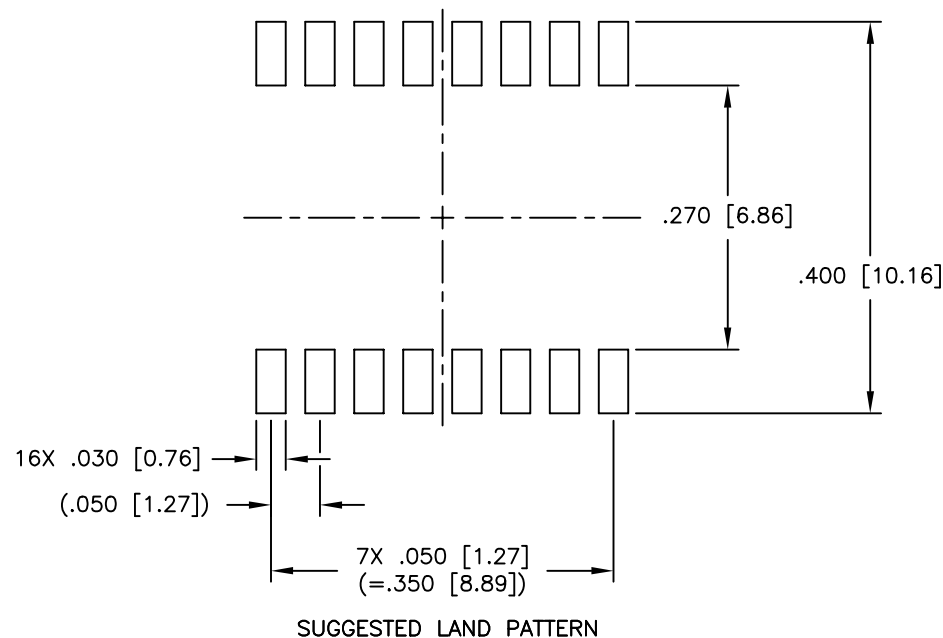 .270 [6.86]
.400 [10.16]
16X .030 [0.76]
(.050 [1.27])
7X .050 [1.27]
(=.350 [8.89])
SUGGESTED LAND PATTERN